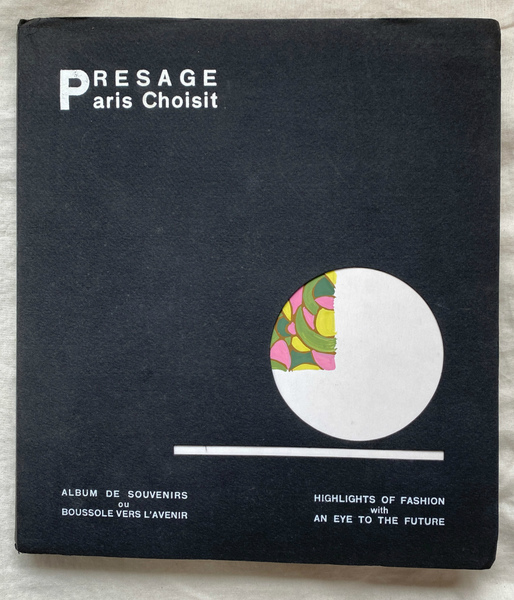 PRESAGE
Paris Choisit
ALBUM DE SOUVENIRS
ou
BOUSSOLE VERS L'AVENIR
HIGHLIGHTS OF FASHION
with
AN EYE TO THE FUTURE